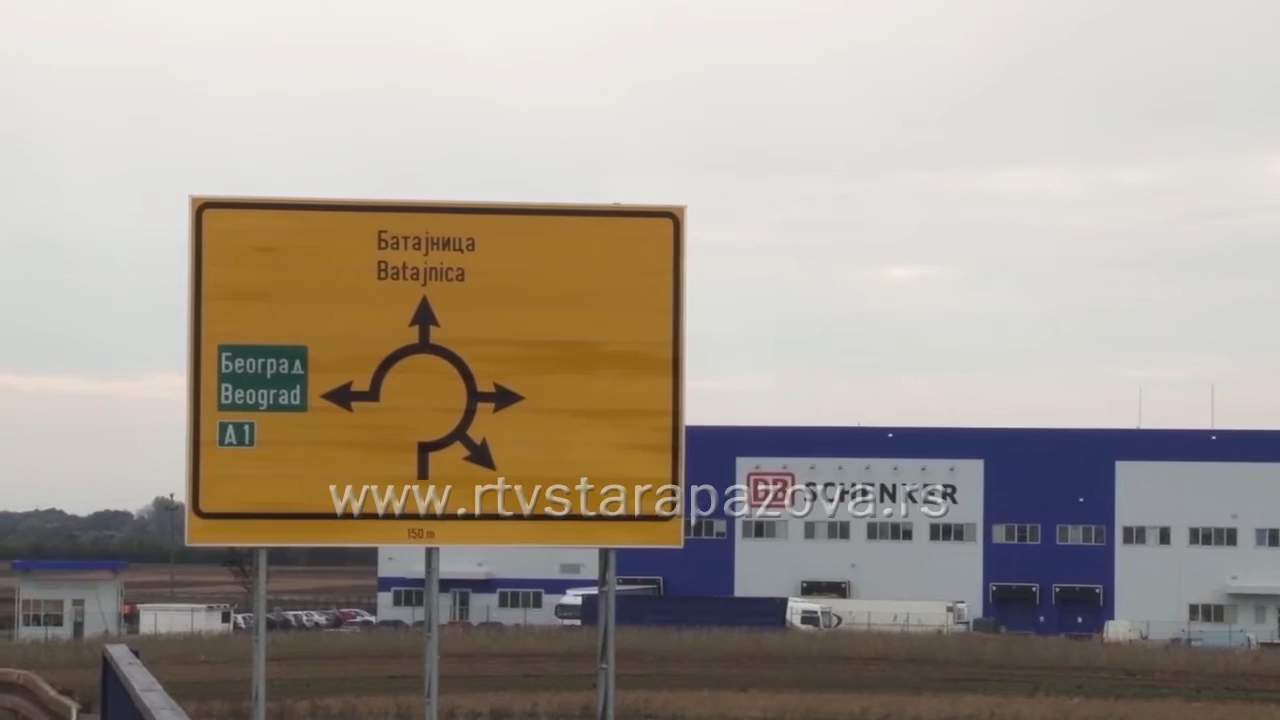 Батајница
Batajnica
Београд
Beograd
A1
150 m
DB SCHENKER
www.rtvstarapazova.rs